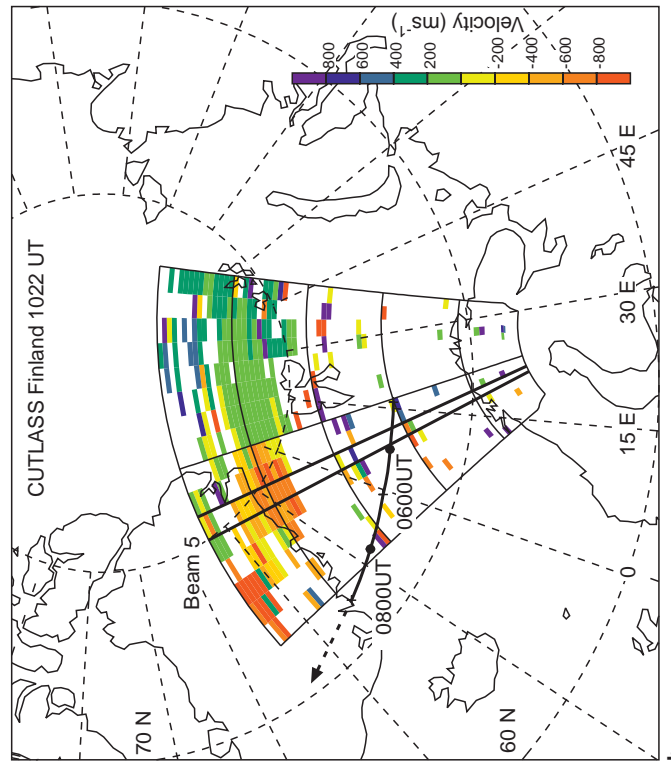 CUTLASS Finland 1022 UT
Beam 5
0800UT
0600UT
70 N
60 N
0
15 E
30 E
45 E
800
600
400
200
-200
-400
-600
-800
Velocity (ms⁻¹)